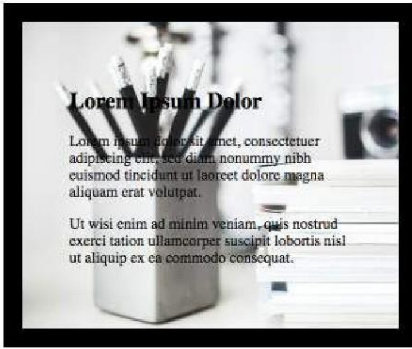 Lorem Ipsum Dolor
Lorem ipsum dolor sit amet, consectetuer
adipiscing elit, sed diam nonummy nibh
euismod tincidunt ut laoreet dolore magna
aliquam erat volutpat.
Ut wisi enim ad minim veniam, quis nostrud
exerci tation ullamcorper suscipit lobortis nisl
ut aliquip ex ea commodo consequat.